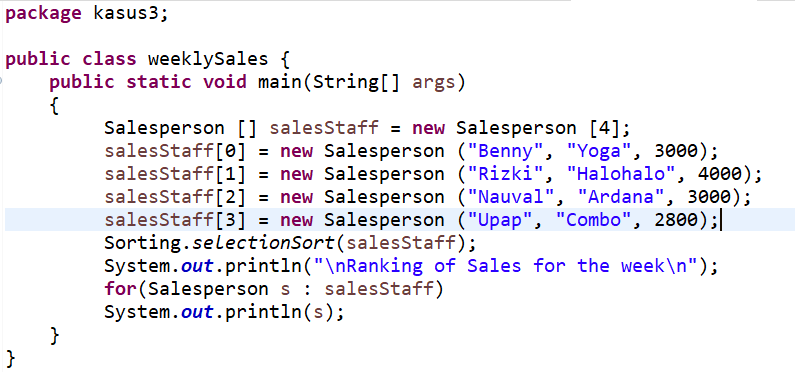 package kasus3;
public class weeklySales {
public static void main(String[] args)
{
Salesperson [] salesStaff = new Salesperson [4];
salesStaff[0] = new Salesperson ("Benny", "Yoga", 3000);
salesStaff[1] = new Salesperson ("Rizki", "Halohalo", 4000);
salesStaff[2] = new Salesperson ("Nauval", "Ardana", 3000);
salesStaff[3] = new Salesperson ("Upap", "Combo", 2800);
Sorting.selectionSort(salesStaff);
System.out.println("\nRanking of Sales for the week\n");
for(Salesperson s : salesStaff)
System.out.println(s);
}
}